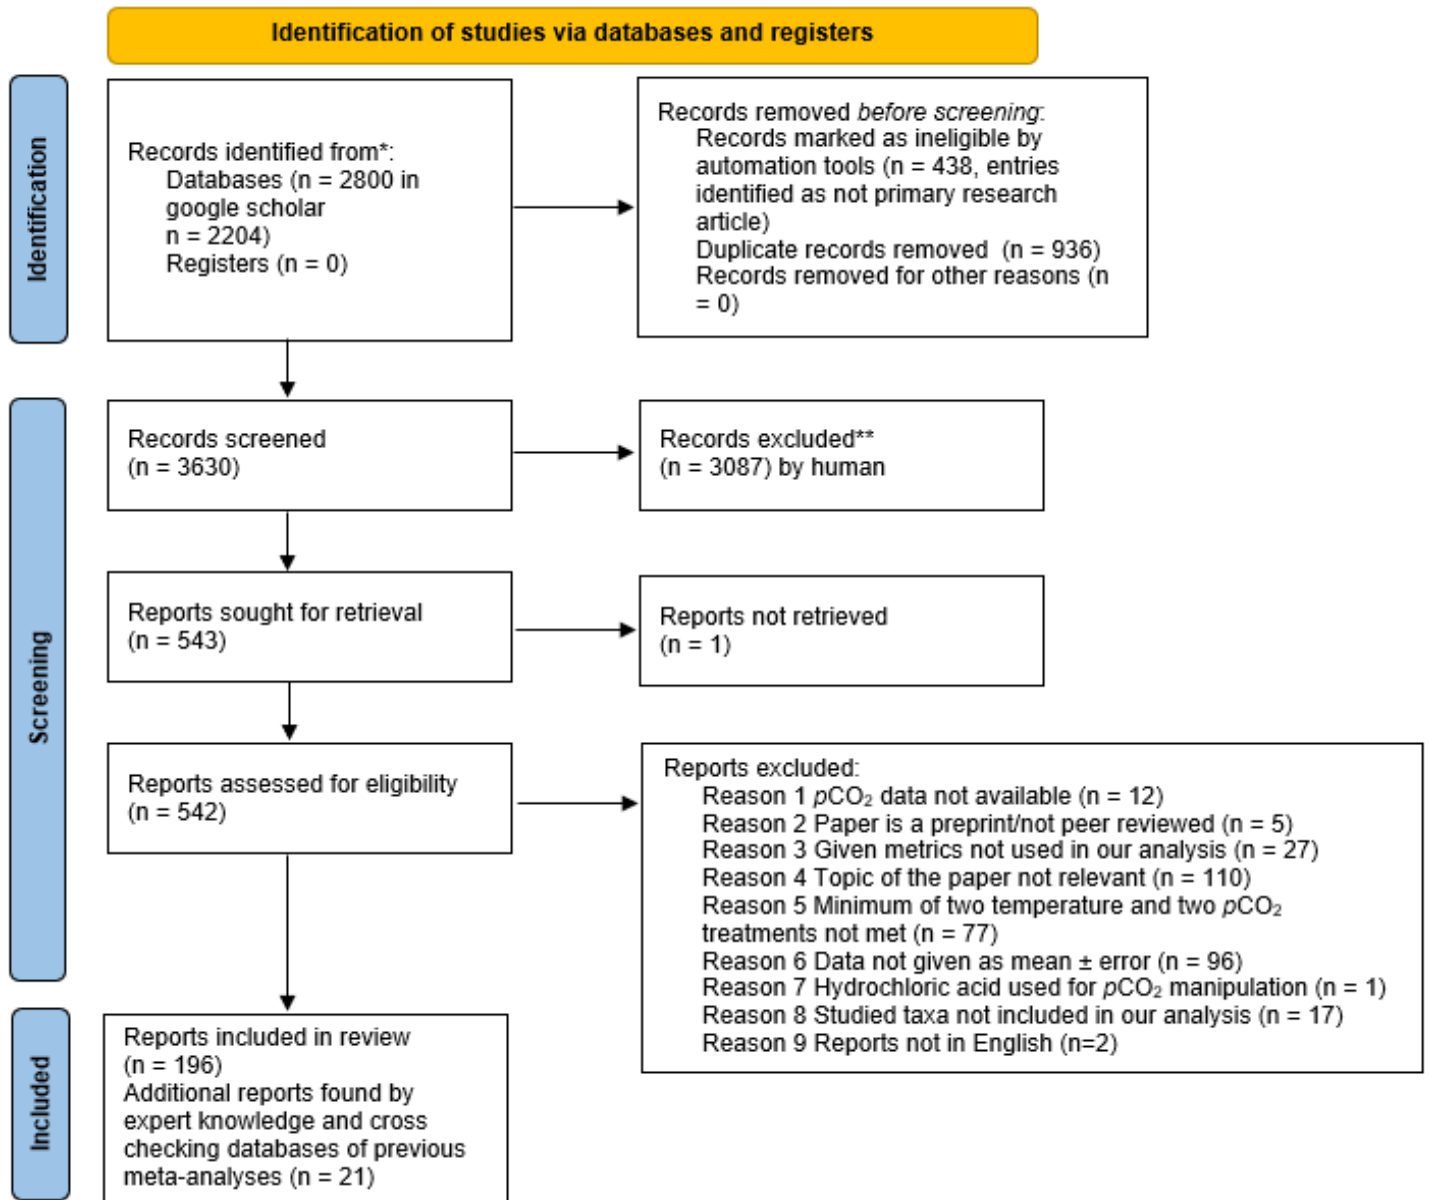 Identification of studies via databases and registers
Identification
Records identified from*:
Databases (n = 2800 in
google scholar
n = 2204)
Registers (n = 0)
Records removed before screening:
Records marked as ineligible by
automation tools (n = 438, entries
identified as not primary research
article)
Duplicate records removed  (n = 936)
Records removed for other reasons (n
= 0)
Screening
Records screened
(n = 3630)
Records excluded**
(n = 3087) by human
Reports sought for retrieval
(n = 543)
Reports not retrieved
(n = 1)
Reports assessed for eligibility
(n = 542)
Reports excluded:
Reason 1 pCO₂ data not available (n = 12)
Reason 2 Paper is a preprint/not peer reviewed (n = 5)
Reason 3 Given metrics not used in our analysis (n = 27)
Reason 4 Topic of the paper not relevant (n = 110)
Reason 5 Minimum of two temperature and two pCO₂
treatments not met (n = 77)
Reason 6 Data not given as mean ± error (n = 96)
Reason 7 Hydrochloric acid used for pCO₂ manipulation (n = 1)
Reason 8 Studied taxa not included in our analysis (n = 17)
Reason 9 Reports not in English (n=2)
Included
Reports included in review
(n = 196)
Additional reports found by
expert knowledge and cross
checking databases of previous
meta-analyses (n = 21)